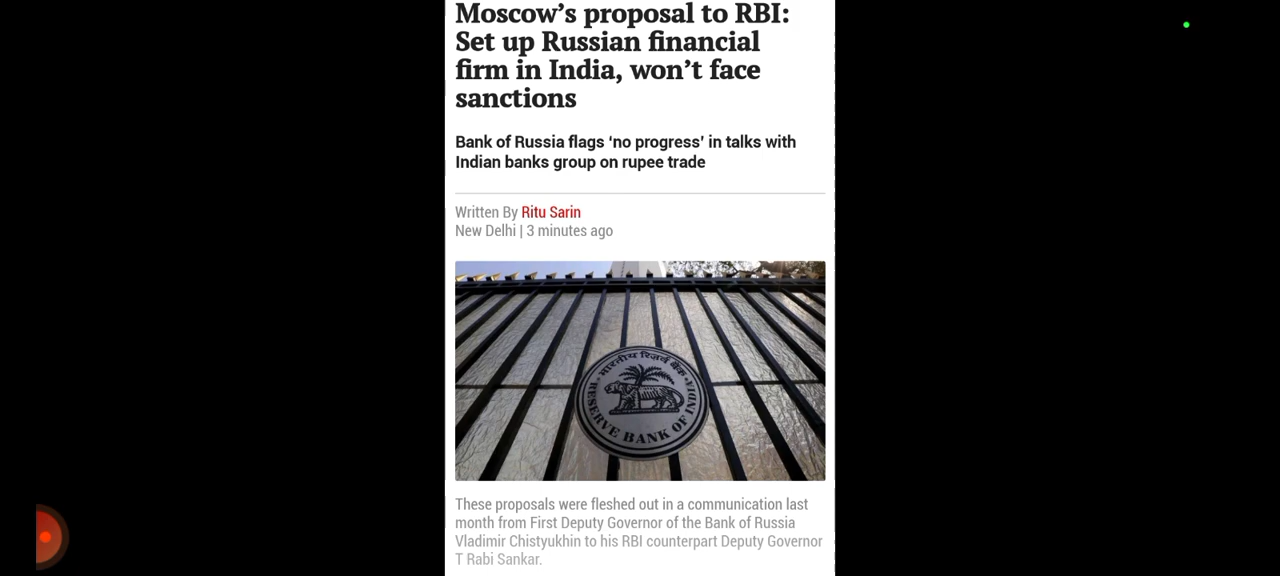 Moscow’s proposal to RBI:
Set up Russian financial
firm in India, won’t face
sanctions
Bank of Russia flags ‘no progress’ in talks with
Indian banks group on rupee trade
Written By Ritu Sarin
New Delhi | 3 minutes ago
भारतीय रिज़र्व बैंक
RESERVE BANK OF INDIA
These proposals were fleshed out in a communication last
month from First Deputy Governor of the Bank of Russia
Vladimir Chistyukhin to his RBI counterpart Deputy Governor
T Rabi Sankar.